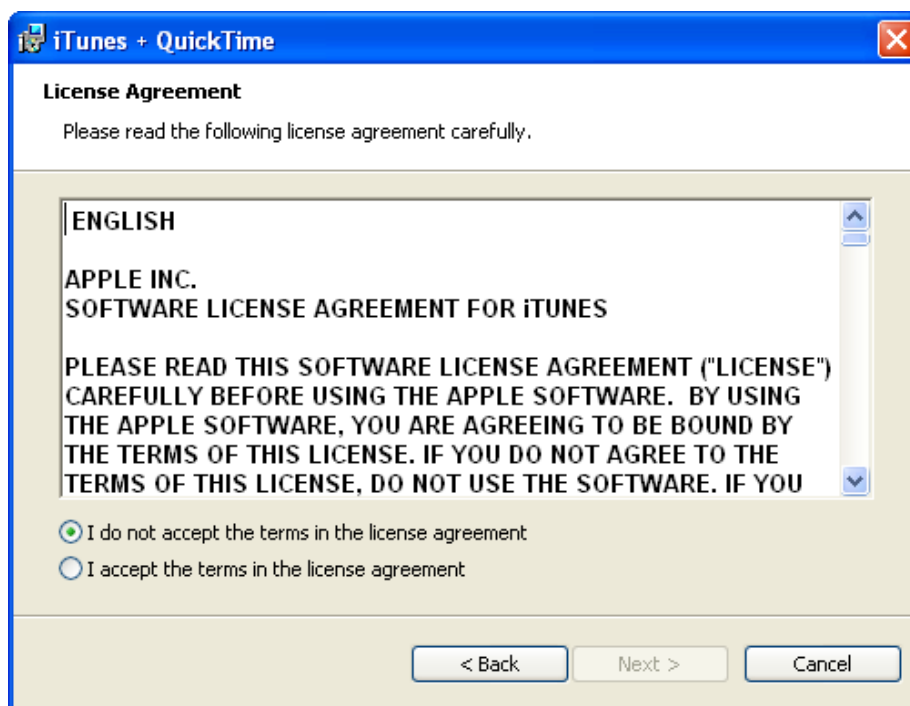 iTunes + QuickTime
License Agreement
Please read the following license agreement carefully.
ENGLISH
APPLE INC.
SOFTWARE LICENSE AGREEMENT FOR iTUNES
PLEASE READ THIS SOFTWARE LICENSE AGREEMENT ("LICENSE")
CAREFULLY BEFORE USING THE APPLE SOFTWARE.  BY USING
THE APPLE SOFTWARE, YOU ARE AGREEING TO BE BOUND BY
THE TERMS OF THIS LICENSE. IF YOU DO NOT AGREE TO THE
TERMS OF THIS LICENSE, DO NOT USE THE SOFTWARE. IF YOU
I do not accept the terms in the license agreement
I accept the terms in the license agreement
< Back Next > Cancel